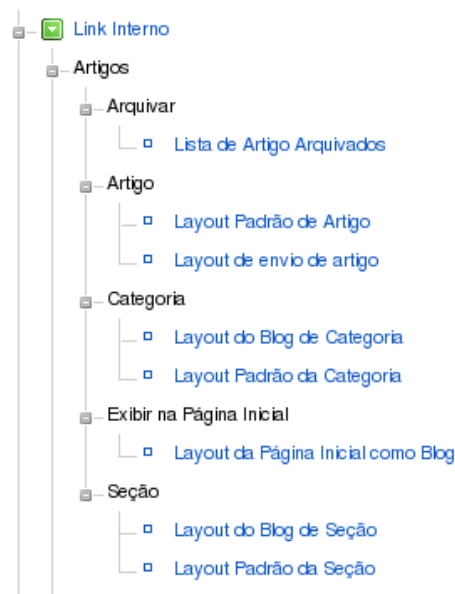 Link Interno
Artigos
Arquivar
Lista de Artigo Arquivados
Artigo
Layout Padrão de Artigo
Layout de envio de artigo
Categoria
Layout do Blog de Categoria
Layout Padrão da Categoria
Exibir na Página Inicial
Layout da Página Inicial como Blog
Seção
Layout do Blog de Seção
Layout Padrão da Seção